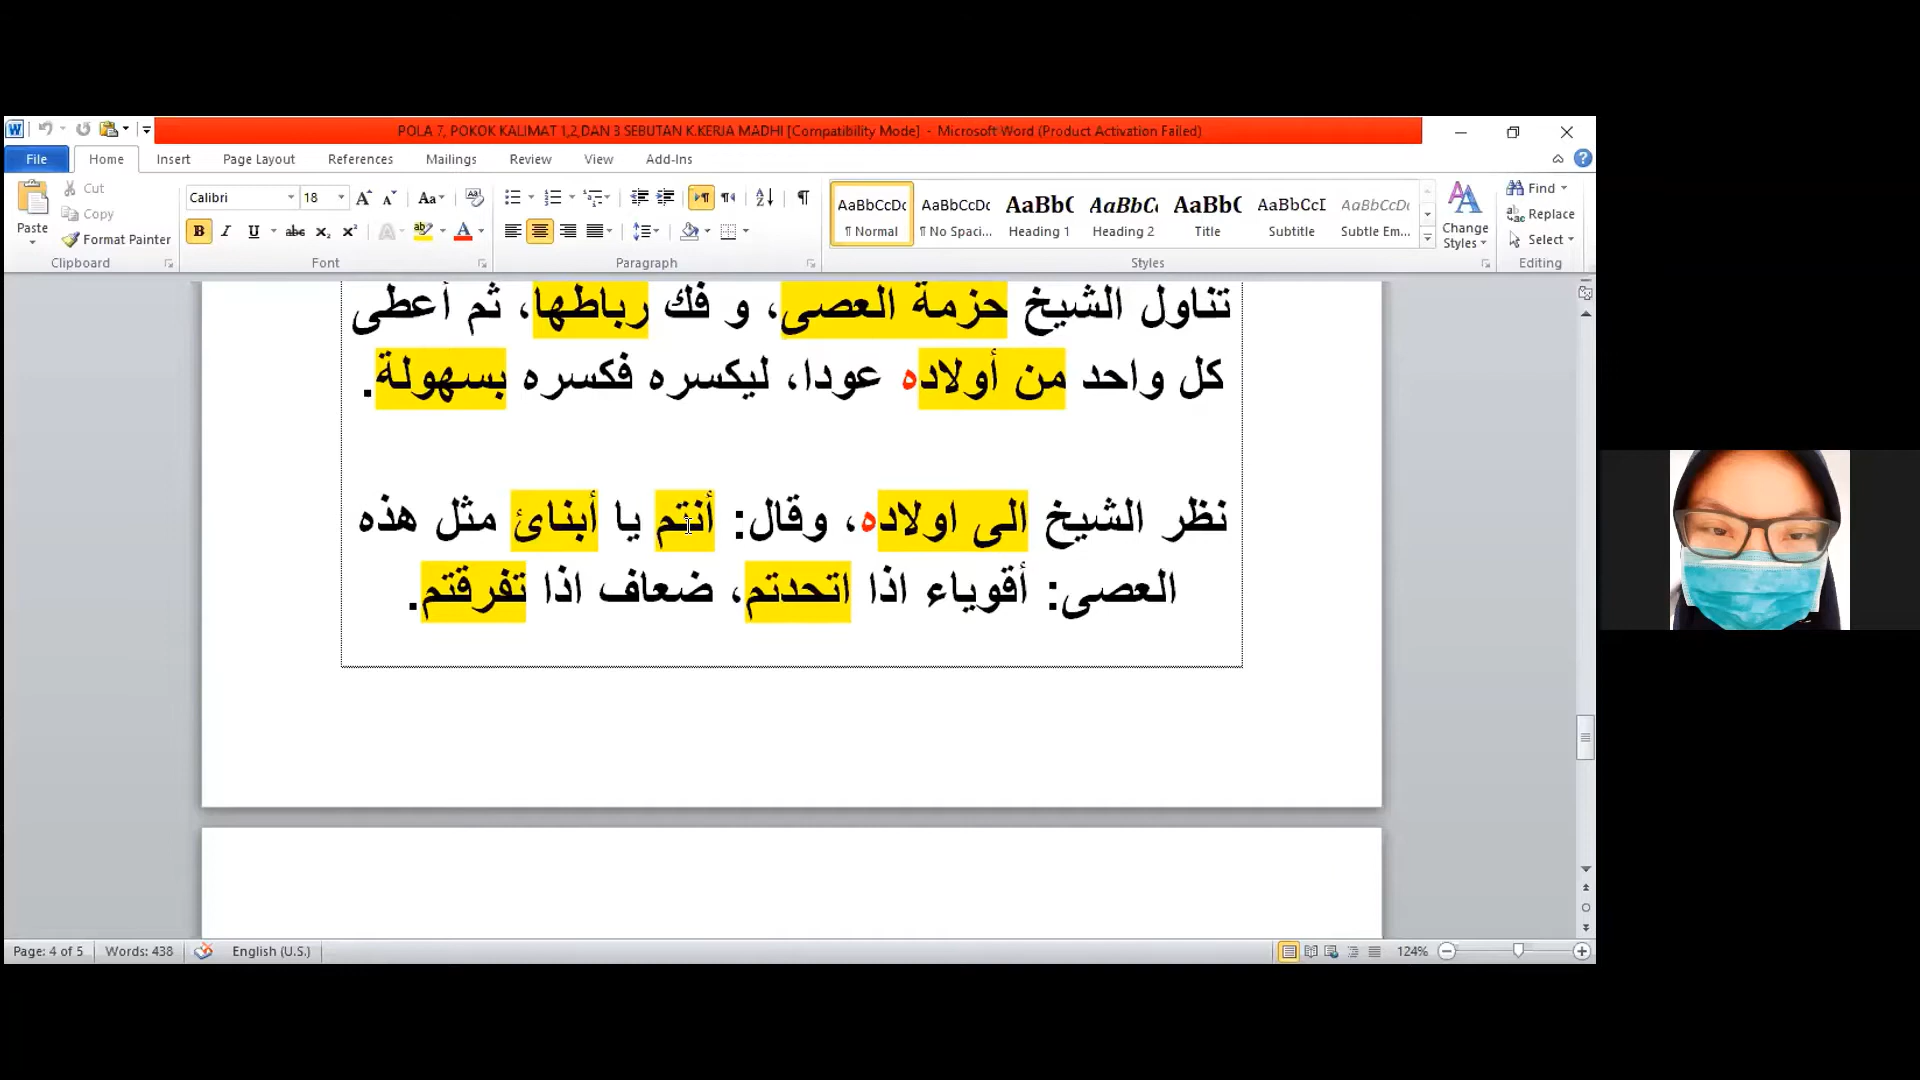 POLA 7, POKOK KALIMAT 1,2,DAN 3 SEBUTAN K.KERJA MADHI [Compatibility Mode] - Microsoft Word (Product Activation Failed)
File Home Insert Page Layout References Mailings Review View Add-Ins
Cut
Copy
Format Painter
Paste
Clipboard
Calibri 18
Font
Paragraph
AaBbCcDc AaBbCcDc AaBbC AaBbC AaBbC AaBbCcI AaBbCcDc
¶ Normal ¶ No Spaci... Heading 1 Heading 2 Title Subtitle Subtle Em...
Change Styles
Styles
Find
Replace
Select
Editing
تناول الشيخ حزمة العصى، و فك رباطها، ثم أعطى
كل واحد من أولاده عودا، ليكسره فكسره بسهولة.
نظر الشيخ الى اولاده، وقال: أنتم يا أبنائ مثل هذه
العصى: أقوياء اذا اتحدتم، ضعاف اذا تفرقتم.
Page: 4 of 5 Words: 438 English (U.S.) 124%